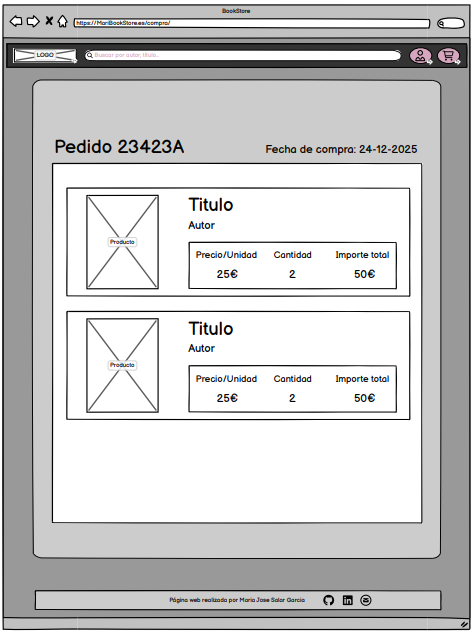 BookStore
https://MariBookStore.es/compra/
LOGO
Buscar por autor, titulo..
Pedido 23423A
Fecha de compra: 24-12-2025
Producto
Titulo
Autor
Precio/Unidad Cantidad Importe total
25€ 2 50€
Producto
Titulo
Autor
Precio/Unidad Cantidad Importe total
25€ 2 50€
Página web realizada por Maria Jose Salar Garcia
in